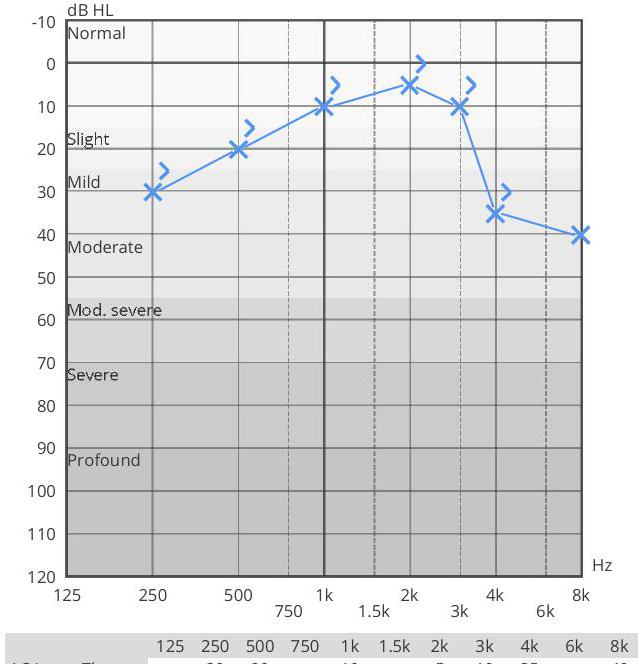 dB HL
-10
Normal
0
10
Slight
20
Mild
30
40
Moderate
50
Mod. severe
60
70
Severe
80
90
Profound
100
110
120
Hz
125 250 500 1k 2k 4k 8k
750 1.5k 3k 6k
125 250 500 750 1k 1.5k 2k 3k 4k 6k 8k